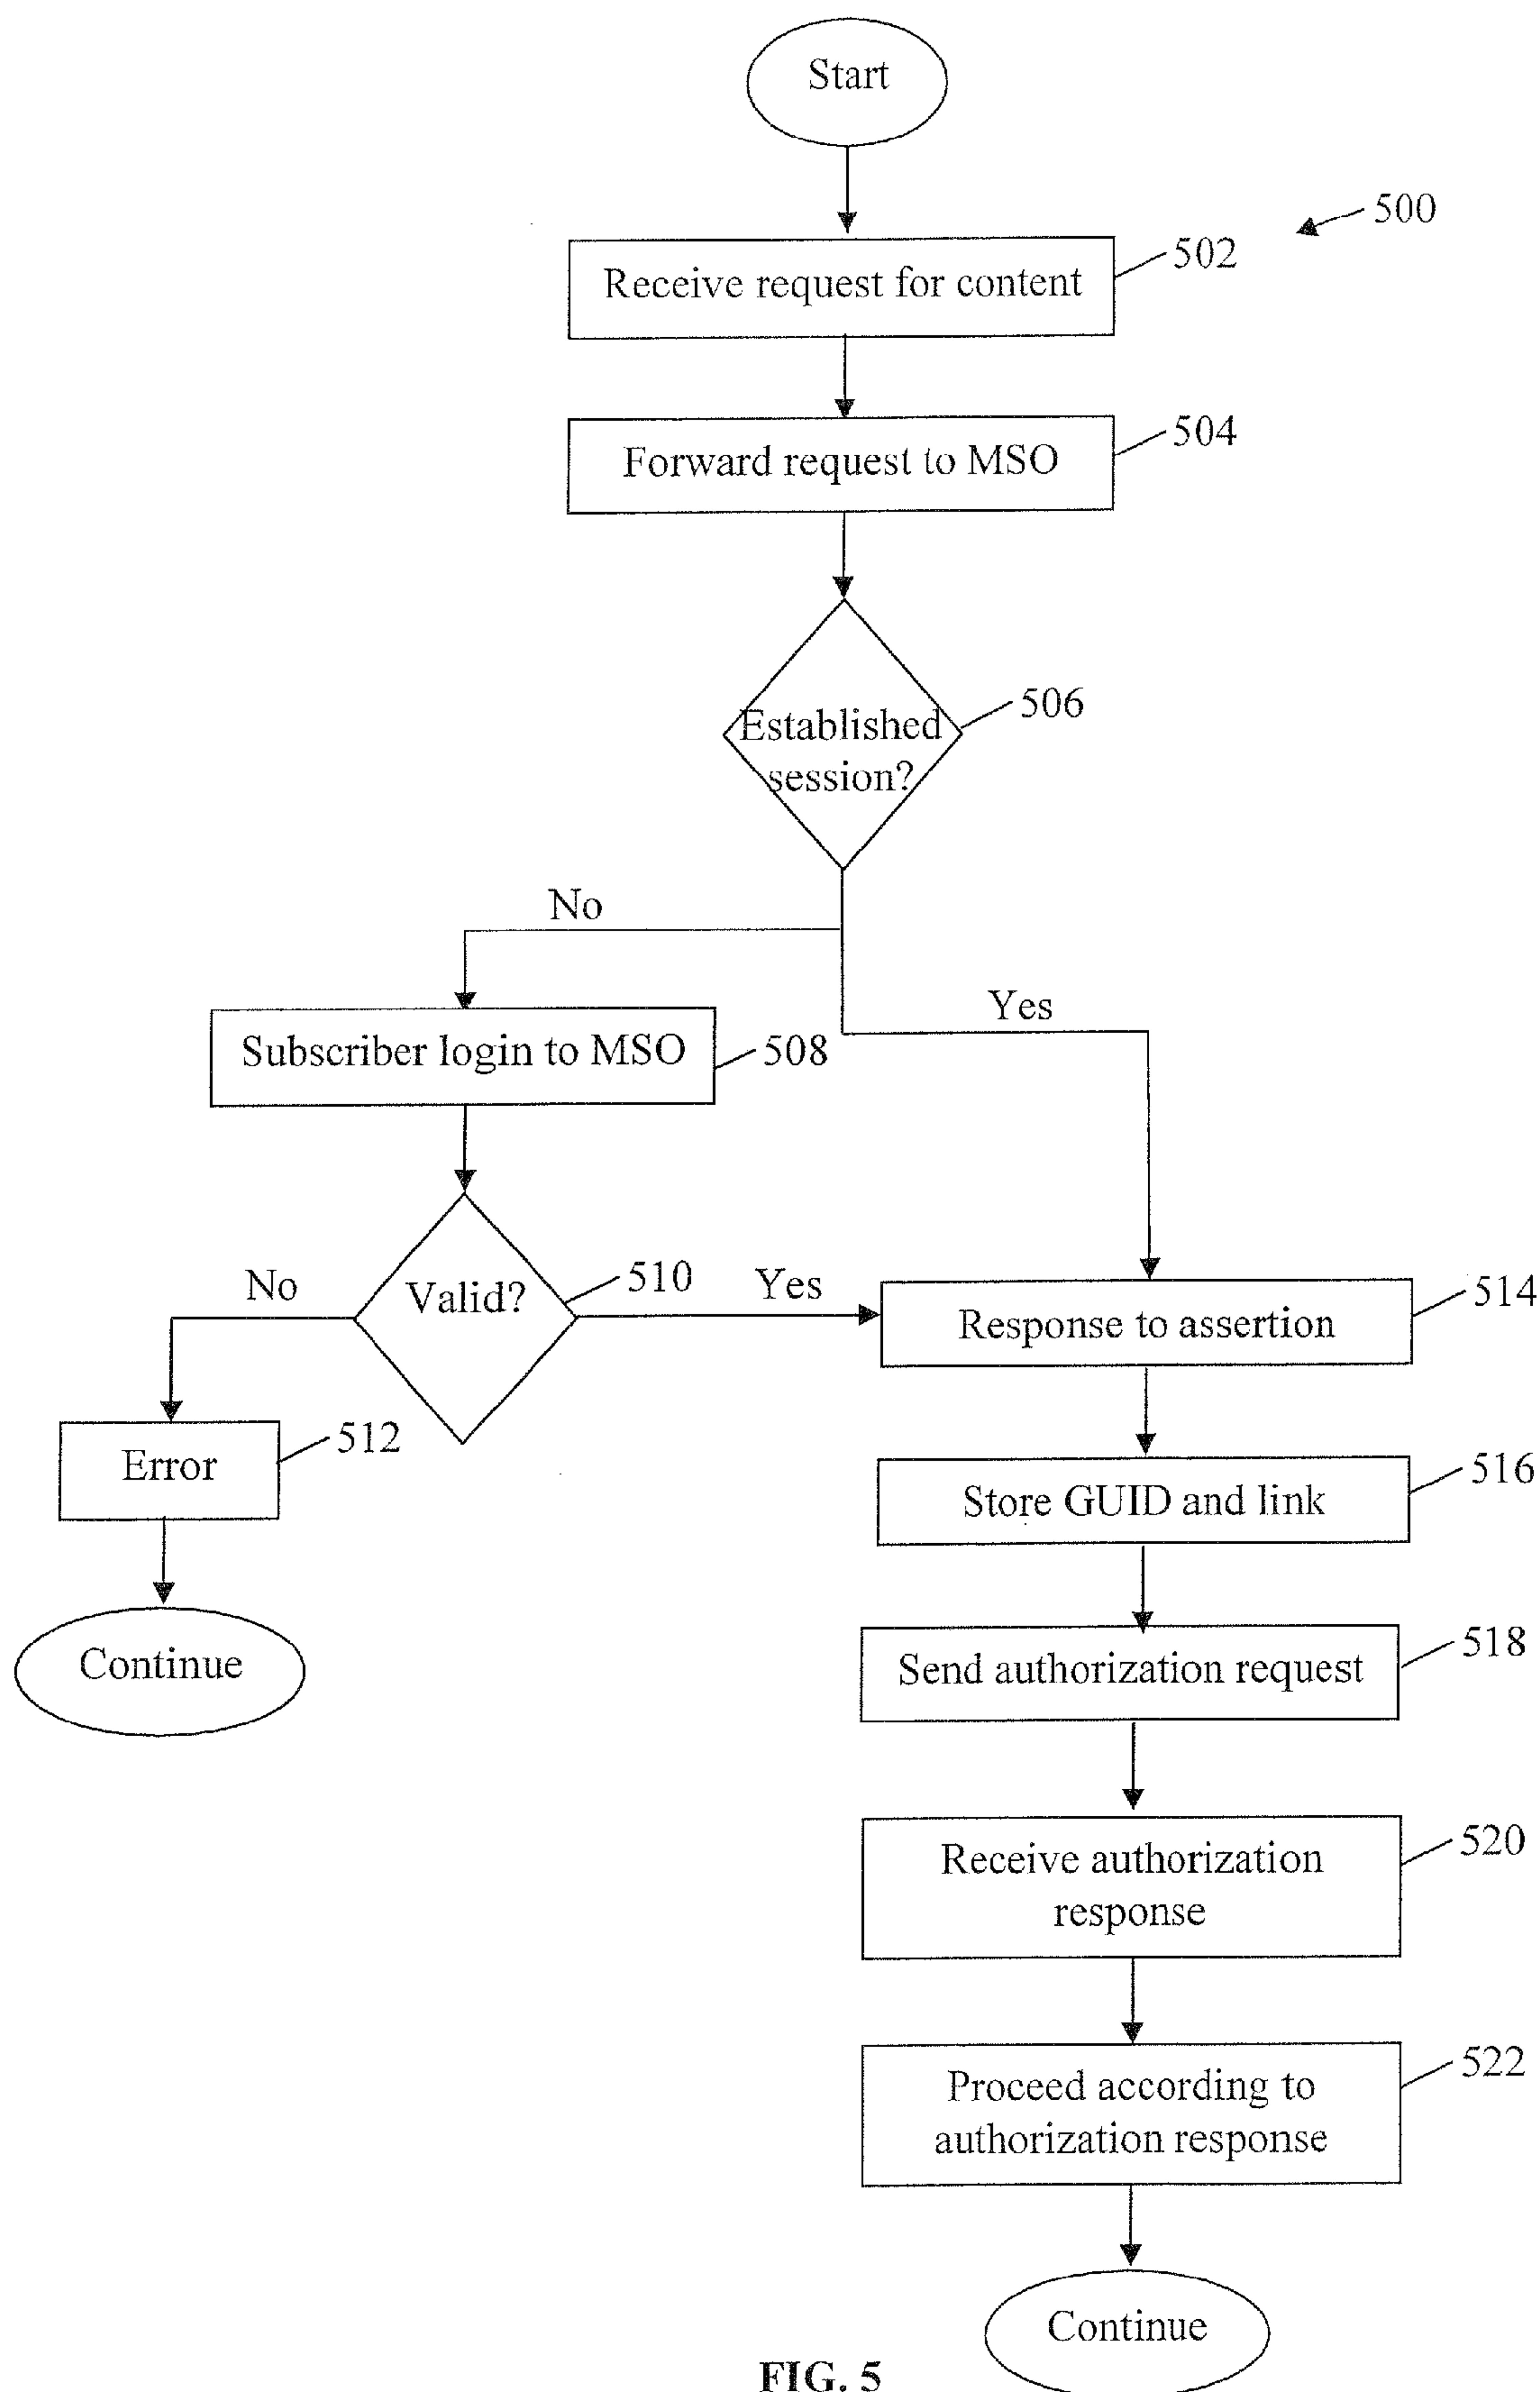 Start
500
Receive request for content
502
Forward request to MSO
504
Established
session?
506
No
Yes
Subscriber login to MSO
508
Valid?
510
No
Yes
Response to assertion
514
Error
512
Store GUID and link
516
Continue
Send authorization request
518
Receive authorization
response
520
Proceed according to
authorization response
522
Continue
FIG. 5